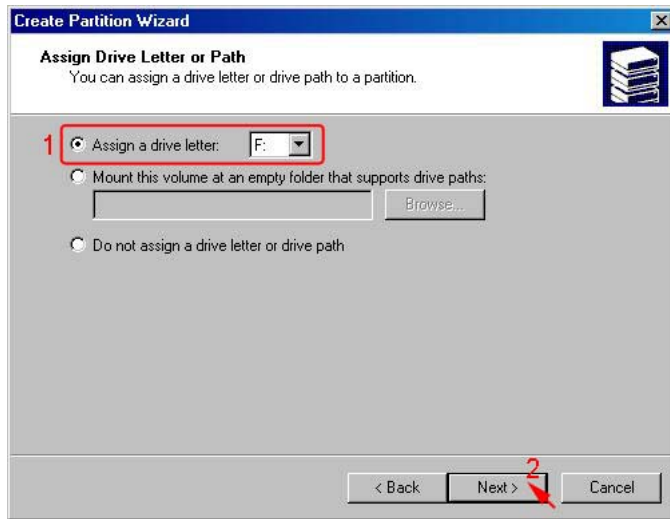 Create Partition Wizard
Assign Drive Letter or Path
You can assign a drive letter or drive path to a partition.
1 Assign a drive letter: F:
Mount this volume at an empty folder that supports drive paths:
Browse...
Do not assign a drive letter or drive path
2
< Back Next > Cancel